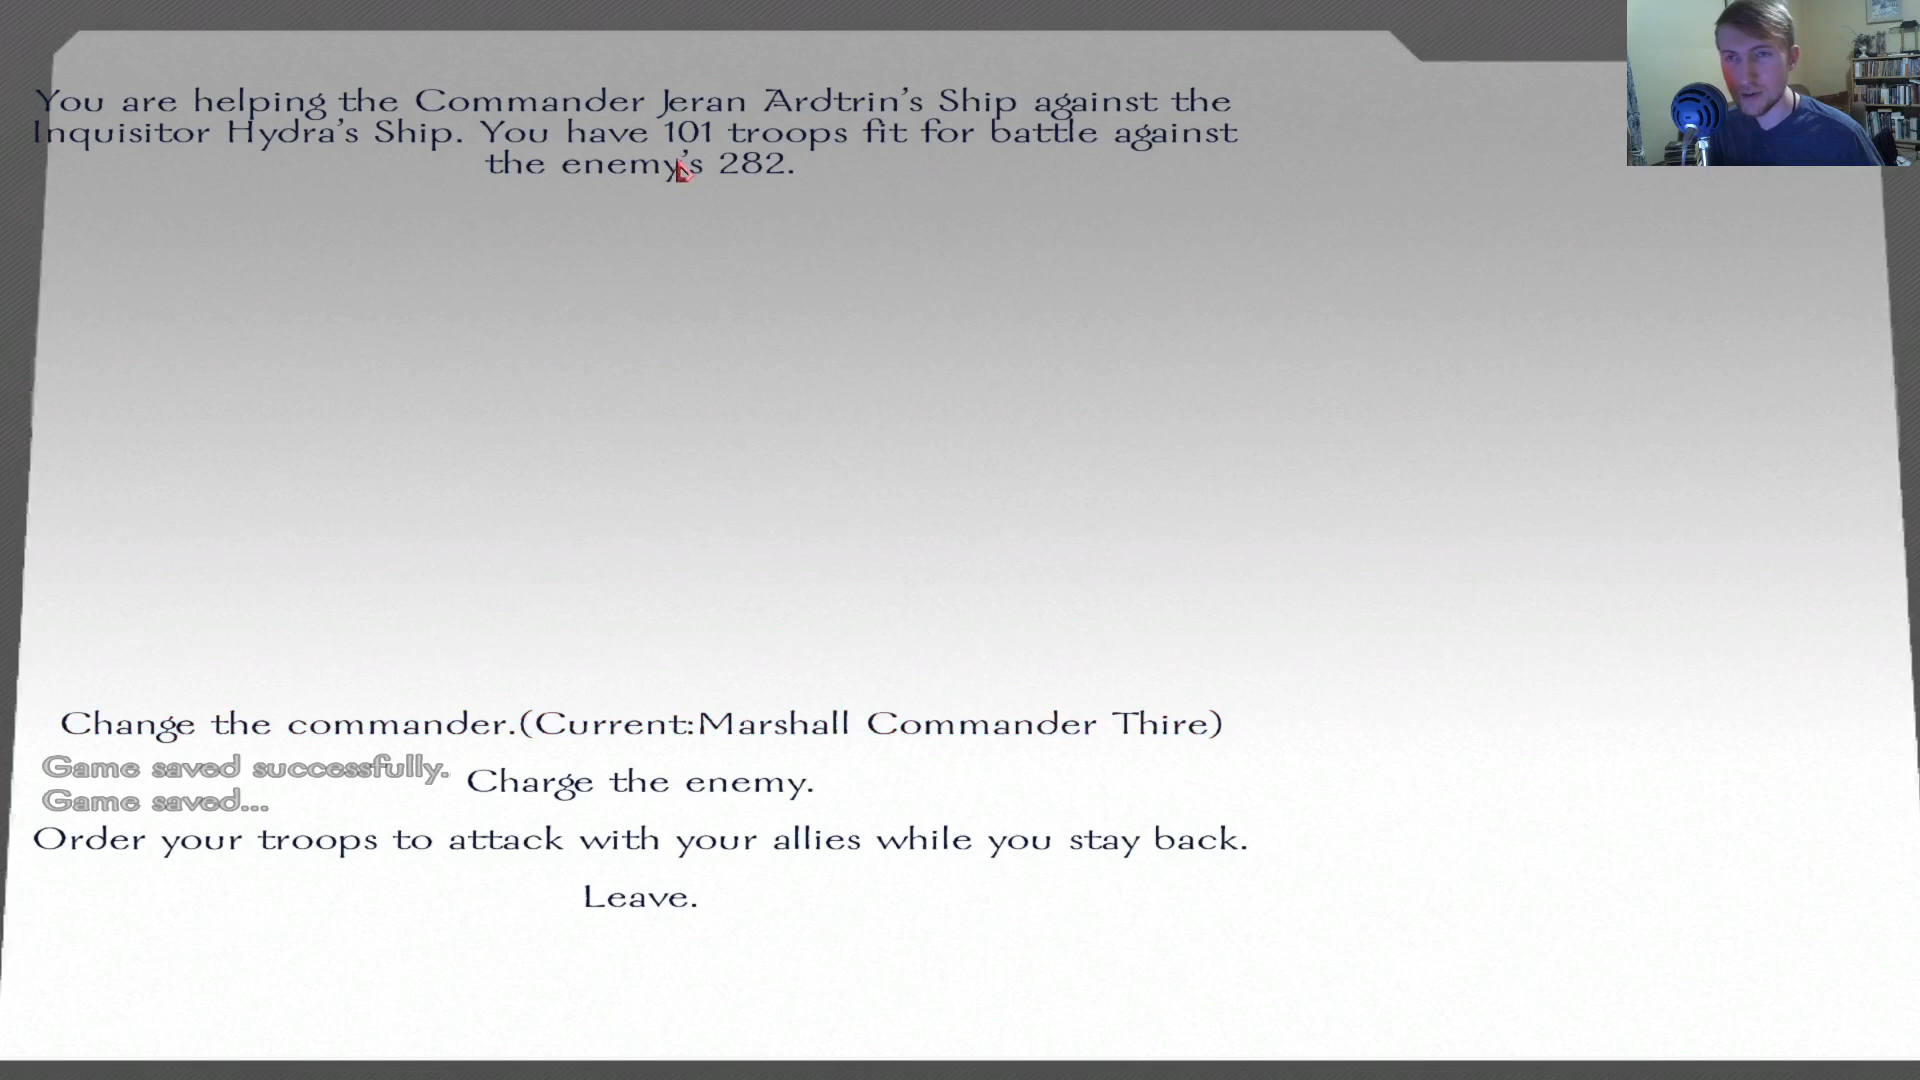 You are helping the Commander Jeran Ardtrin's Ship against the
Inquisitor Hydra's Ship. You have 101 troops fit for battle against
the enemy's 282.
Change the commander.(Current:Marshall Commander Thire)
Game saved successfully.
Charge the enemy.
Game saved...
Order your troops to attack with your allies while you stay back.
Leave.